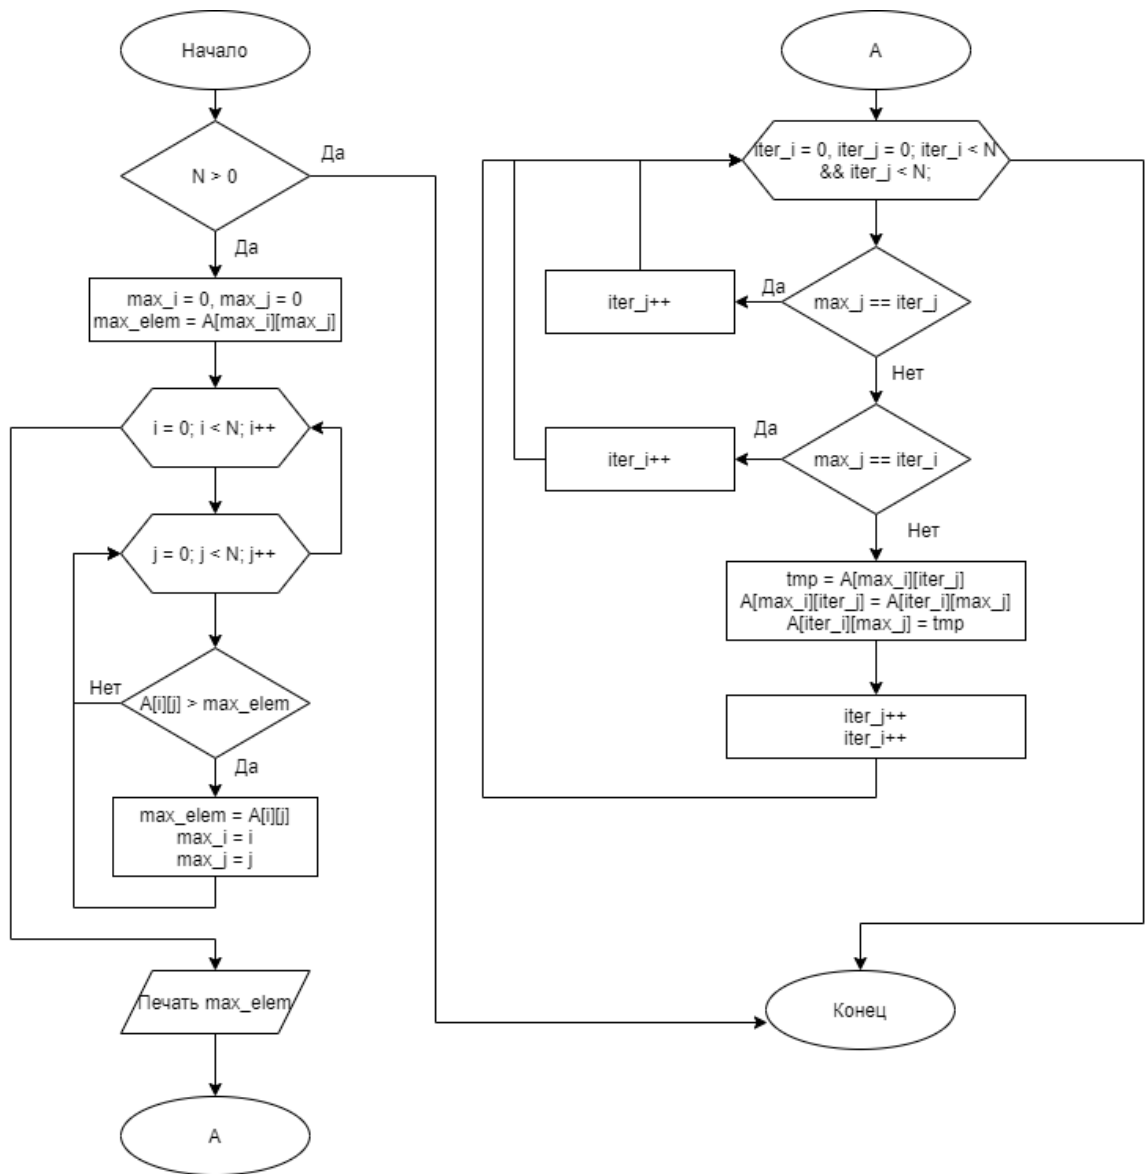 Начало
N > 0
Да
Да
max_i = 0, max_j = 0
max_elem = A[max_i][max_j]
i = 0; i < N; i++
j = 0; j < N; j++
A[i][j] > max_elem
Нет
Да
max_elem = A[i][j]
max_i = i
max_j = j
Печать max_elem
A
A
iter_i = 0, iter_j = 0; iter_i < N
&& iter_j < N;
max_j == iter_j
Да
iter_j++
Нет
max_j == iter_i
Да
iter_i++
Нет
tmp = A[max_i][iter_j]
A[max_i][iter_j] = A[iter_i][max_j]
A[iter_i][max_j] = tmp
iter_j++
iter_i++
Конец